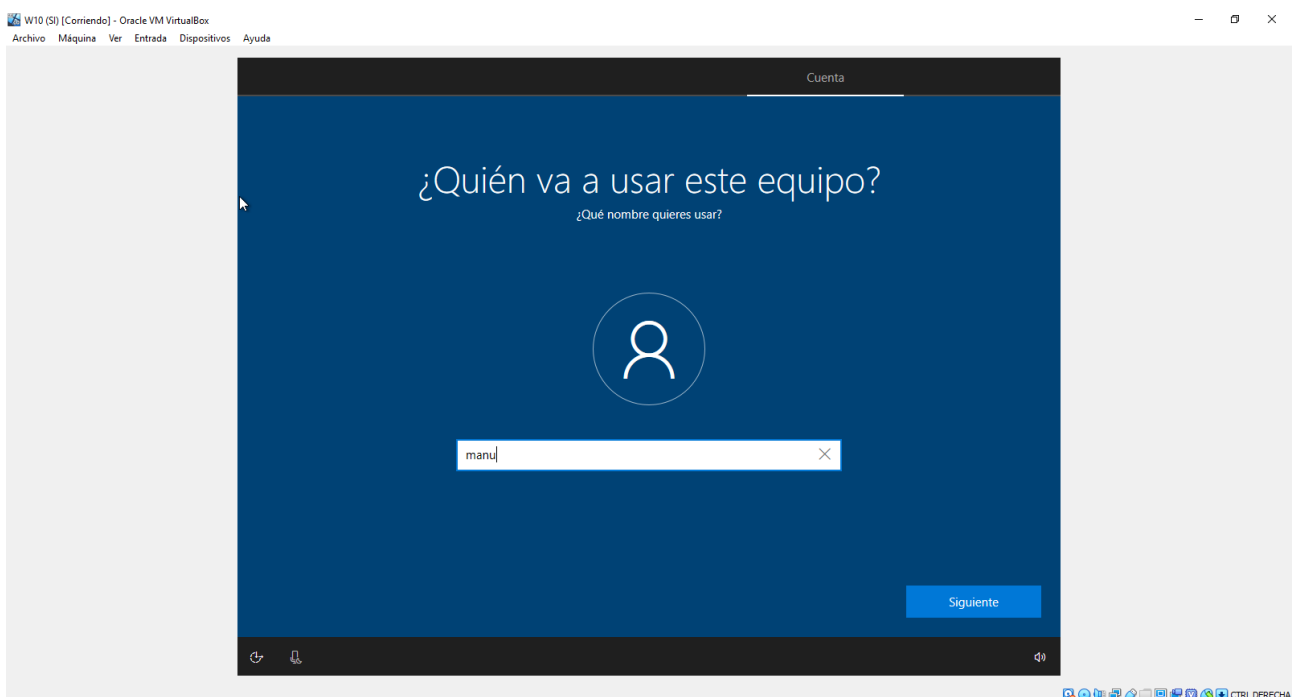 W10 (SI) [Corriendo] - Oracle VM VirtualBox
Archivo Máquina Ver Entrada Dispositivos Ayuda
Cuenta
¿Quién va a usar este equipo?
¿Qué nombre quieres usar?
manu
Siguiente
CTRL DERECHA